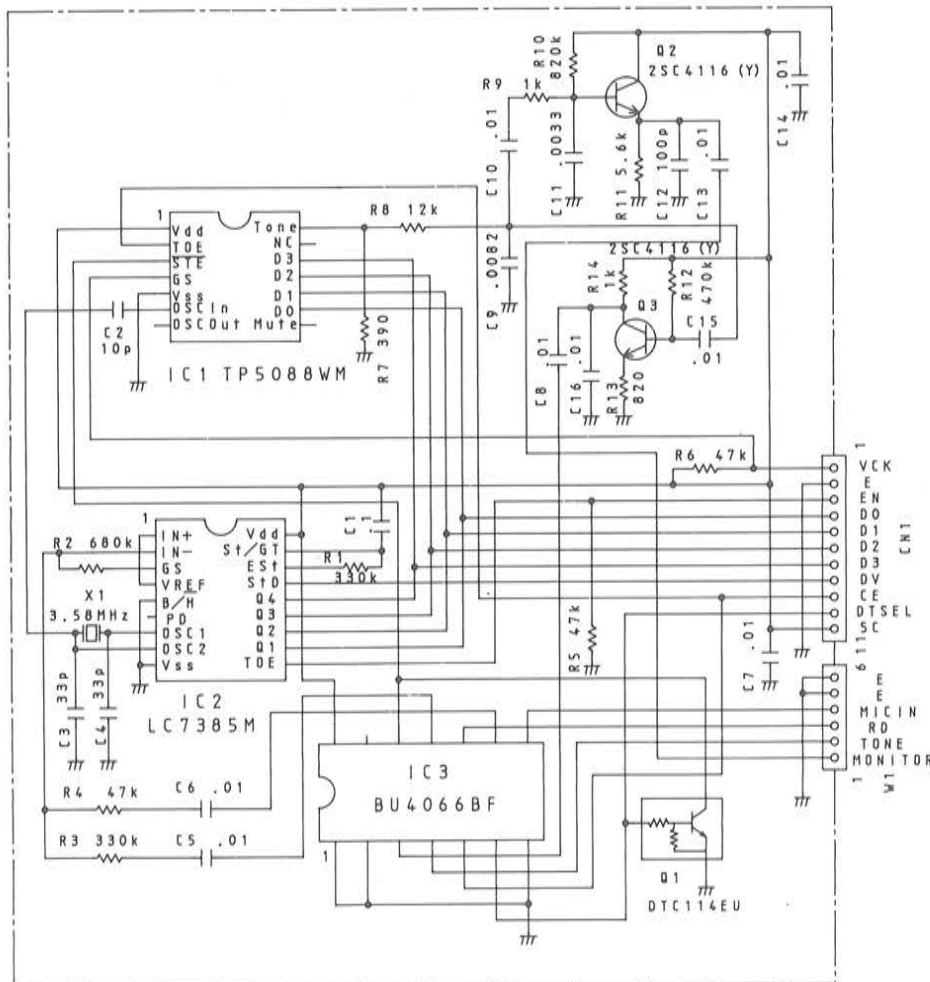 R10 820k
Q2
2SC4116 (Y)
R9 1k
C10 .01
C11 .0033
R11 5.6k
C12 100p
C13 .01
C14 .01
1
Vdd
TOE
STE
GS
Vss
OSCIn
OSCOut
Tone
NC
D3
D2
D1
D0
Mute
IC1 TP5088WM
C2
10p
R8 12k
R7 390
C9 .0082
2SC4116 (Y)
R14 1k
R12 470k
Q3
C15
.01
C8 .01
C16 .01
R13 820
R6 47k
1
VCK
E
EN
D0
D1
D2
D3
DV
CE
DTSEL
SC
11
CN1
6
E
E
MICIN
RD
TONE
MONITOR
1
W1
C1 .1
R1
330k
1
IN+
IN-
GS
VREF
B/H
PD
OSC1
OSC2
Vss
Vdd
St/GT
ESt
StD
Q4
Q3
Q2
Q1
TOE
IC2
LC7385M
R2 680k
X1
3.58MHz
C3 33p
C4 33p
R5 47k
C7 .01
R4 47k
C6 .01
R3 330k
C5 .01
IC3
BU4066BF
1
Q1
DTC114EU